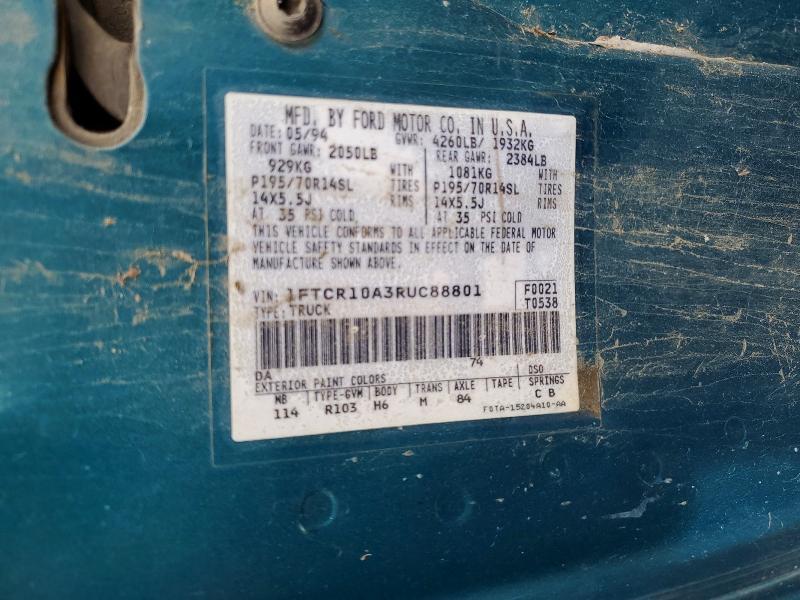 MFD. BY FORD MOTOR CO. IN U.S.A.
DATE: 05/94 GVWR: 4260LB/ 1932KG
FRONT GAWR: 2050LB REAR GAWR: 2384LB
929KG WITH 1081KG WITH
P195/70R14SL TIRES P195/70R14SL TIRES
14X5.5J RIMS 14X5.5J RIMS
AT 35 PSI COLD AT 35 PSI COLD
THIS VEHICLE CONFORMS TO ALL APPLICABLE FEDERAL MOTOR
VEHICLE SAFETY STANDARDS IN EFFECT ON THE DATE OF
MANUFACTURE SHOWN ABOVE.
VIN: 1FTCR10A3RUC88801 F0021
TYPE: TRUCK T0538
74
DA DSO
EXTERIOR PAINT COLORS
NB TYPE-GVM BODY TRANS AXLE TAPE SPRINGS
114 R103 H6 M 84 C B
F0TA-15204A10-AA